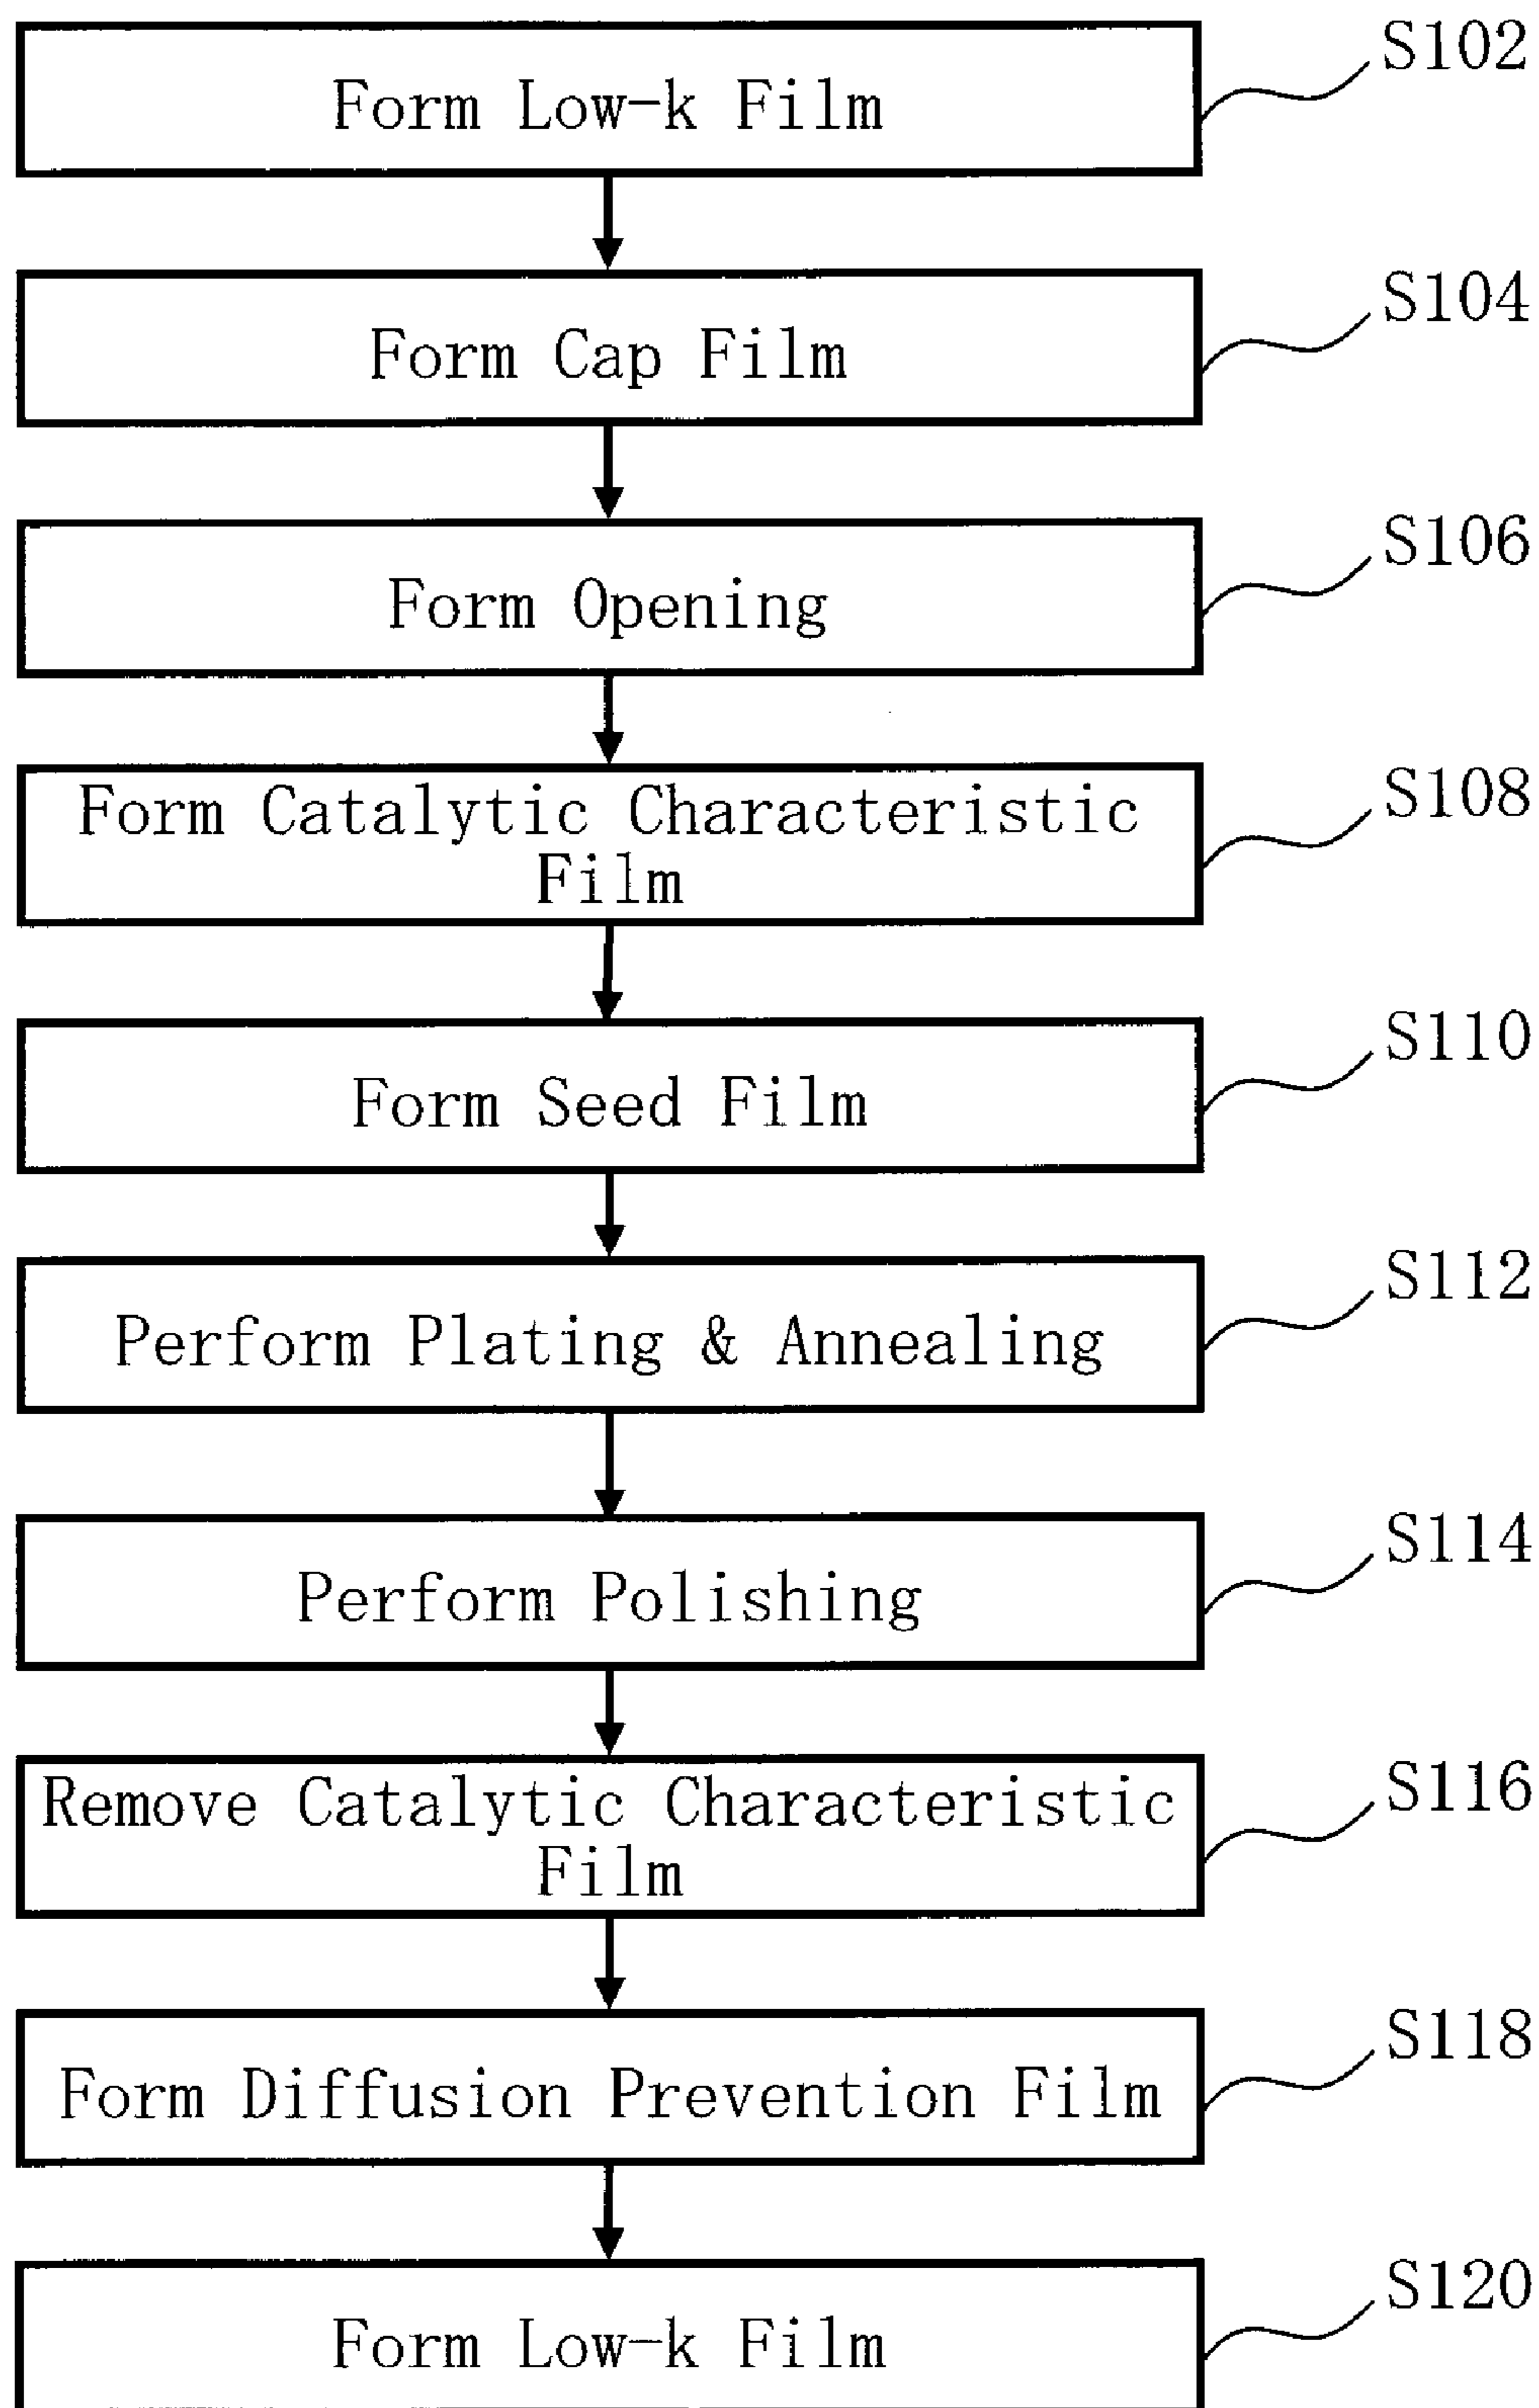 Form Low-k Film
S102
Form Cap Film
S104
Form Opening
S106
Form Catalytic Characteristic
Film
S108
Form Seed Film
S110
Perform Plating & Annealing
S112
Perform Polishing
S114
Remove Catalytic Characteristic
Film
S116
Form Diffusion Prevention Film
S118
Form Low-k Film
S120